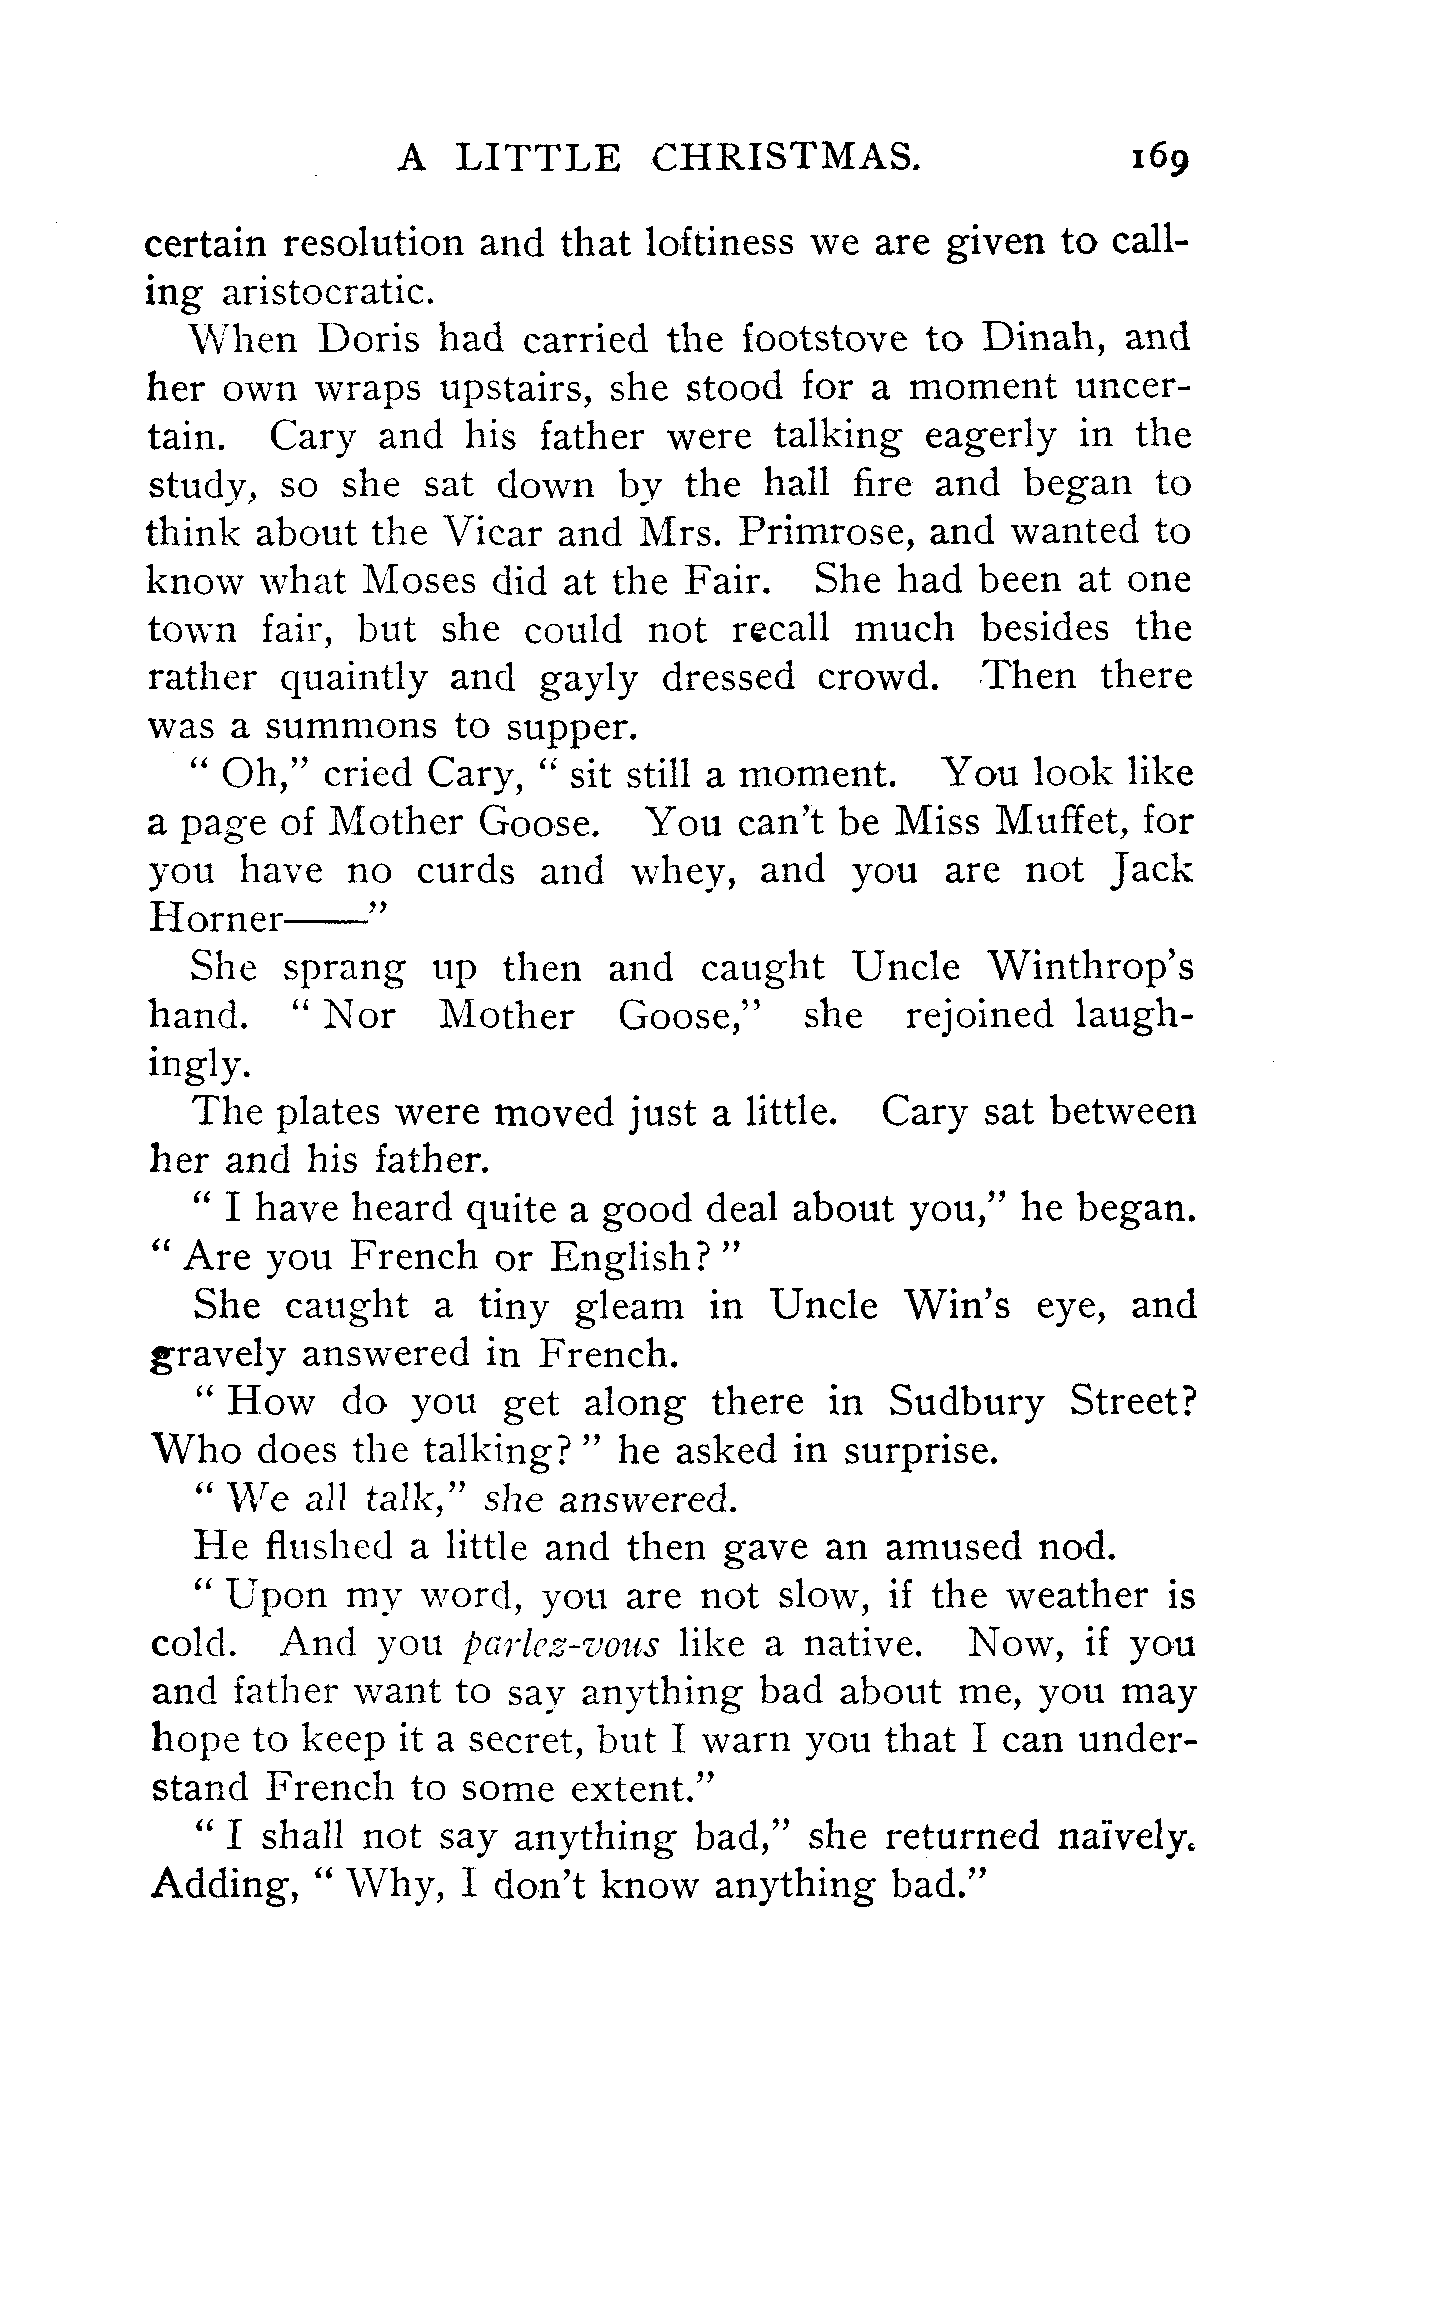 A LITTLE CHRISTMAS. 169
certain resolution and that loftiness we are given to call-
ing aristocratic.
When Doris had carried the footstove to Dinah, and
her own wraps upstairs, she stood for a moment uncer-
tain. Cary and his father were talking eagerly in the
study, so she sat down by the hall fire and began to
think about the Vicar and Mrs. Primrose, and wanted to
know what Moses did at the Fair. She had been at one
town fair, but she could not recall much besides the
rather quaintly and gayly dressed crowd. Then there
was a summons to supper.
“ Oh,” cried Cary, “ sit still a moment. You look like
a page of Mother Goose. You can’t be Miss Muffet, for
you have no curds and whey, and you are not Jack
Horner——”
She sprang up then and caught Uncle Winthrop’s
hand. “ Nor Mother Goose,” she rejoined laugh-
ingly.
The plates were moved just a little. Cary sat between
her and his father.
“ I have heard quite a good deal about you,” he began.
“ Are you French or English? ”
She caught a tiny gleam in Uncle Win’s eye, and
gravely answered in French.
“ How do you get along there in Sudbury Street?
Who does the talking? ” he asked in surprise.
“ We all talk,” she answered.
He flushed a little and then gave an amused nod.
“ Upon my word, you are not slow, if the weather is
cold. And you parlez-vous like a native. Now, if you
and father want to say anything bad about me, you may
hope to keep it a secret, but I warn you that I can under-
stand French to some extent.”
“ I shall not say anything bad,” she returned naïvely.
Adding, “ Why, I don’t know anything bad.”